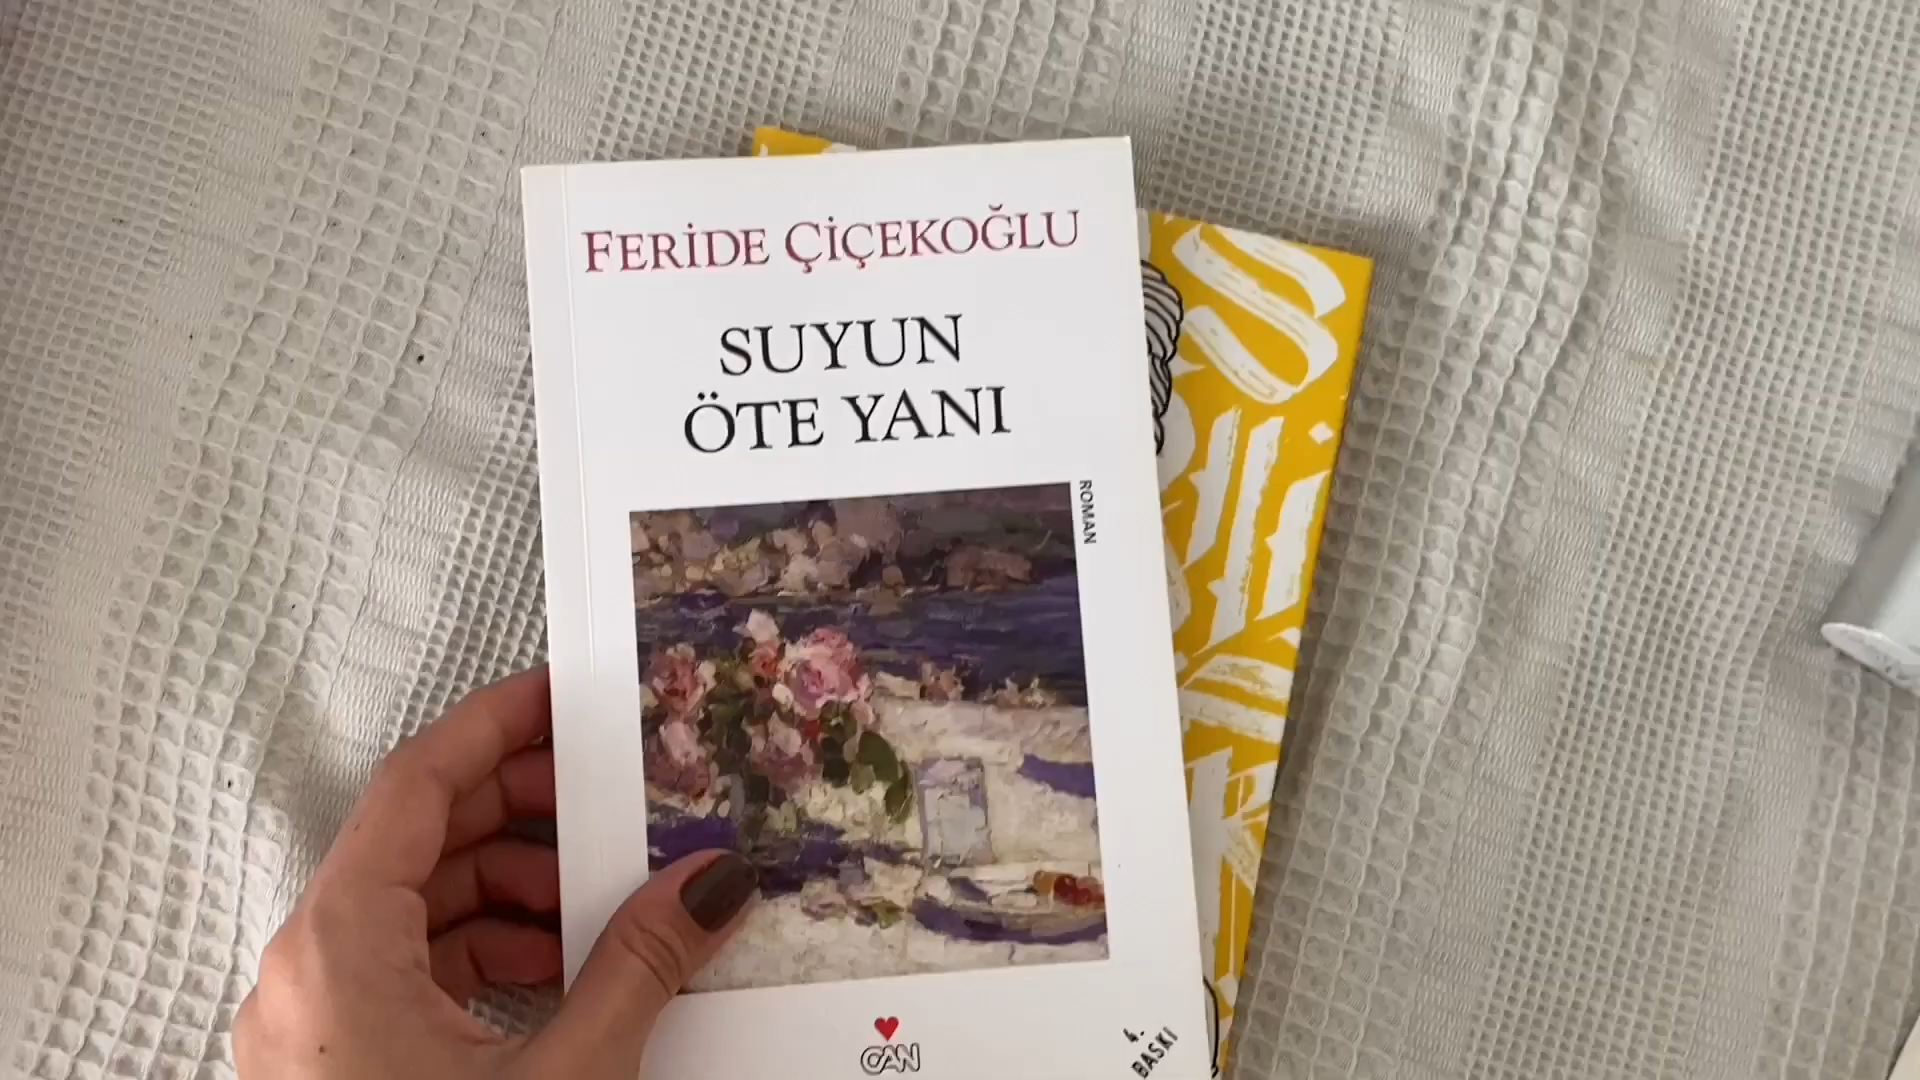 FERİDE ÇİÇEKOĞLU
SUYUN
ÖTE YANI
ROMAN
CAN
4.
BASKI